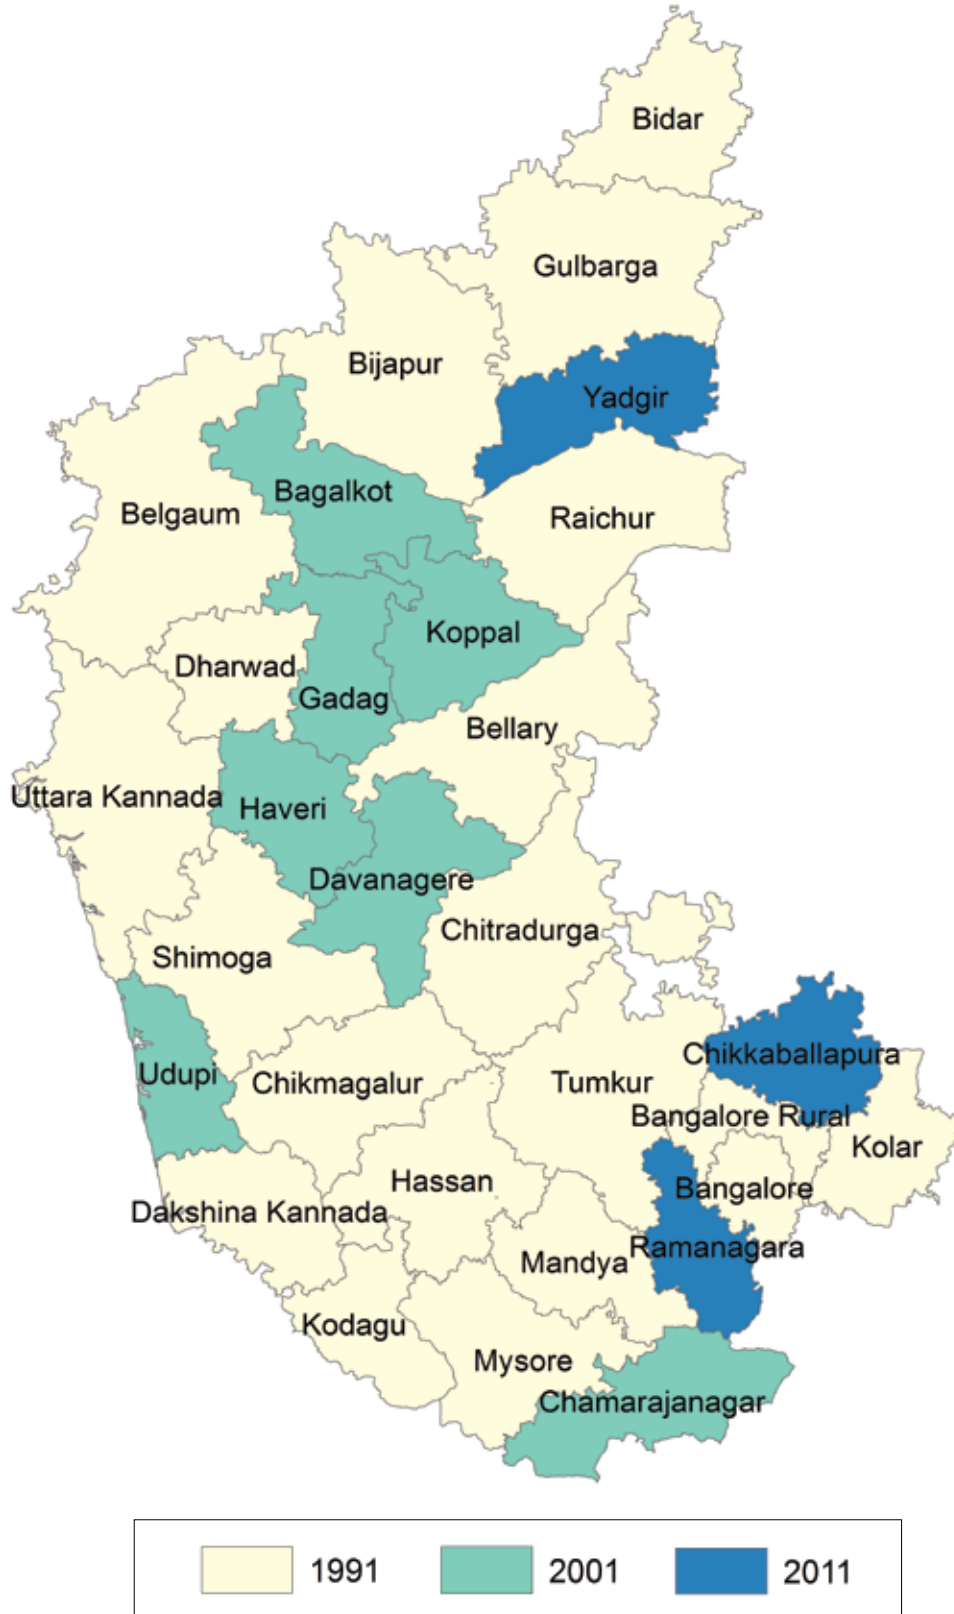 Bidar
Gulbarga
Bijapur
Yadgir
Bagalkot
Belgaum
Raichur
Koppal
Dharwad
Gadag
Bellary
Uttara Kannada
Haveri
Davanagere
Chitradurga
Shimoga
Chikkaballapura
Udupi
Chikmagalur
Tumkur
Bangalore Rural
Kolar
Hassan
Bangalore
Dakshina Kannada
Ramanagara
Mandya
Kodagu
Mysore
Chamarajanagar
1991 2001 2011